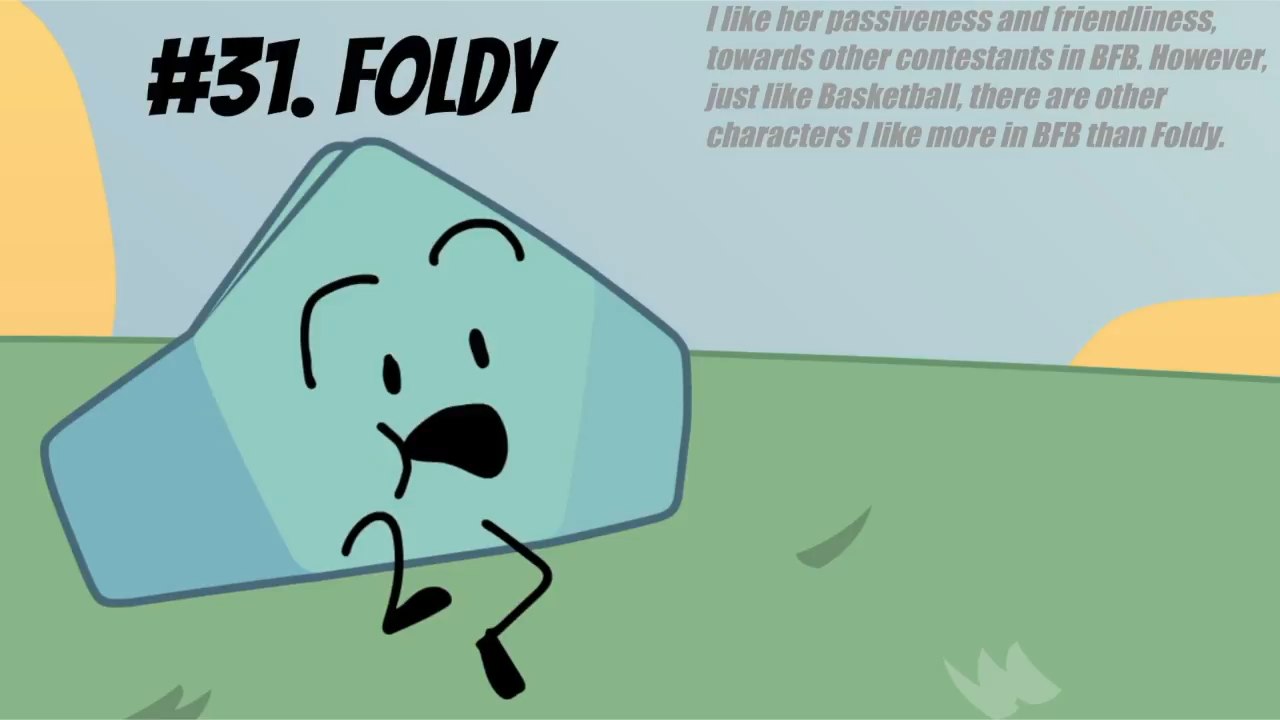 #31. FOLDY
I like her passiveness and friendliness,
towards other contestants in BFB. However,
just like Basketball, there are other
characters I like more in BFB than Foldy.